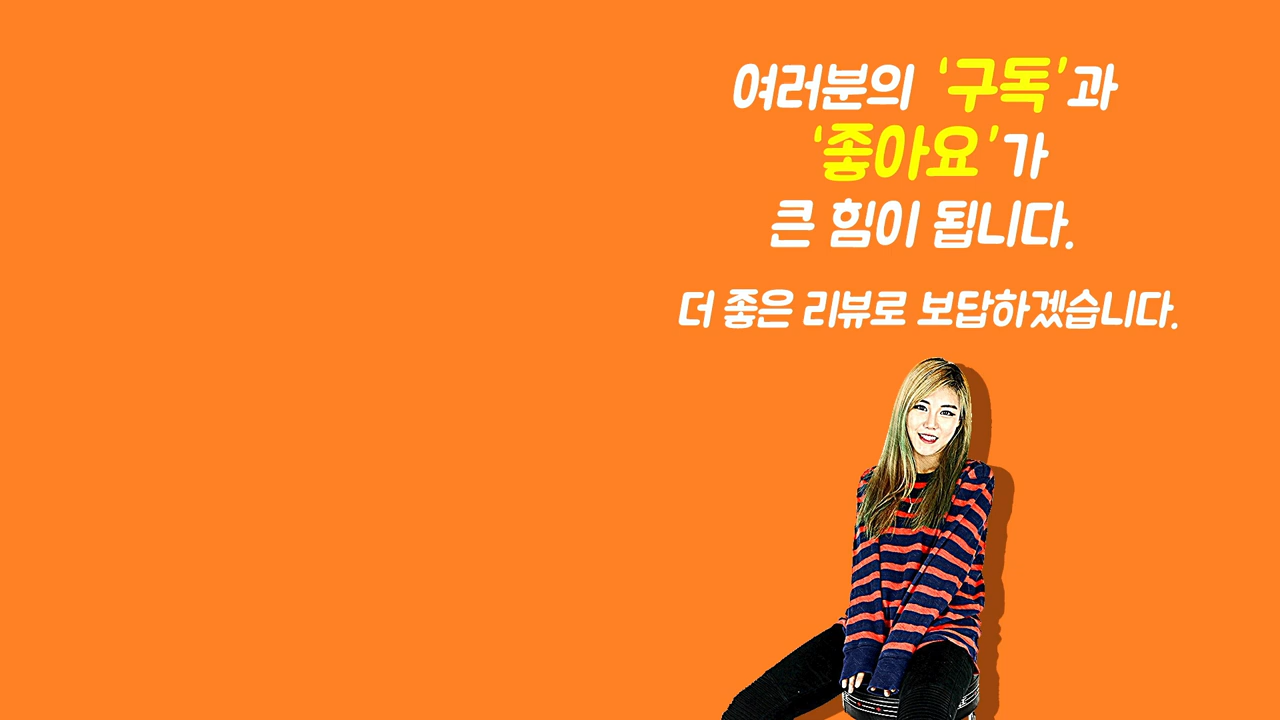 여러분의 ‘구독’과
‘좋아요’가
큰 힘이 됩니다.
더 좋은 리뷰로 보답하겠습니다.